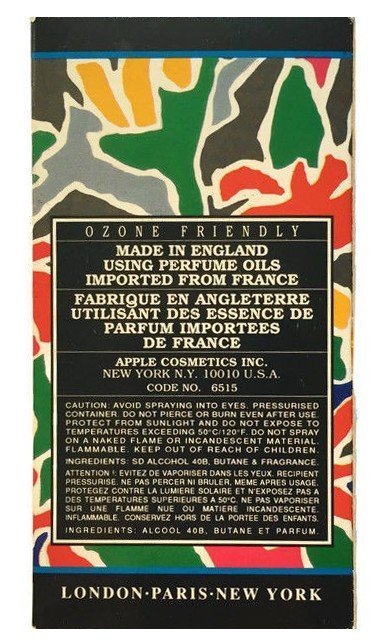 OZONE FRIENDLY
MADE IN ENGLAND
USING PERFUME OILS
IMPORTED FROM FRANCE
FABRIQUE EN ANGLETERRE
UTILISANT DES ESSENCE DE
PARFUM IMPORTEES
DE FRANCE
APPLE COSMETICS INC.
NEW YORK N.Y. 10010 U.S.A.
CODE NO. 6515
CAUTION: AVOID SPRAYING INTO EYES. PRESSURISED
CONTAINER. DO NOT PIERCE OR BURN EVEN AFTER USE.
PROTECT FROM SUNLIGHT AND DO NOT EXPOSE TO
TEMPERATURES EXCEEDING 50°C/120°F. DO NOT SPRAY
ON A NAKED FLAME OR INCANDESCENT MATERIAL.
FLAMMABLE. KEEP OUT OF REACH OF CHILDREN.
INGREDIENTS: SD ALCOHOL 40B, BUTANE & FRAGRANCE.
ATTENTION: EVITEZ DE VAPORISER DANS LES YEUX. RECIPIENT
PRESSURISE. NE PAS PERCER NI BRULER, MEME APRES USAGE.
PROTEGEZ CONTRE LA LUMIERE SOLAIRE ET N'EXPOSEZ PAS A
DES TEMPERATURES SUPERIEURES A 50°C. NE PAS VAPORISER
SUR UNE FLAMME NUE OU MATIERE INCANDESCENTE.
INFLAMMABLE. CONSERVEZ HORS DE LA PORTEE DES ENFANTS.
INGREDIENTS: ALCOOL 40B, BUTANE ET PARFUM.
LONDON·PARIS·NEW YORK